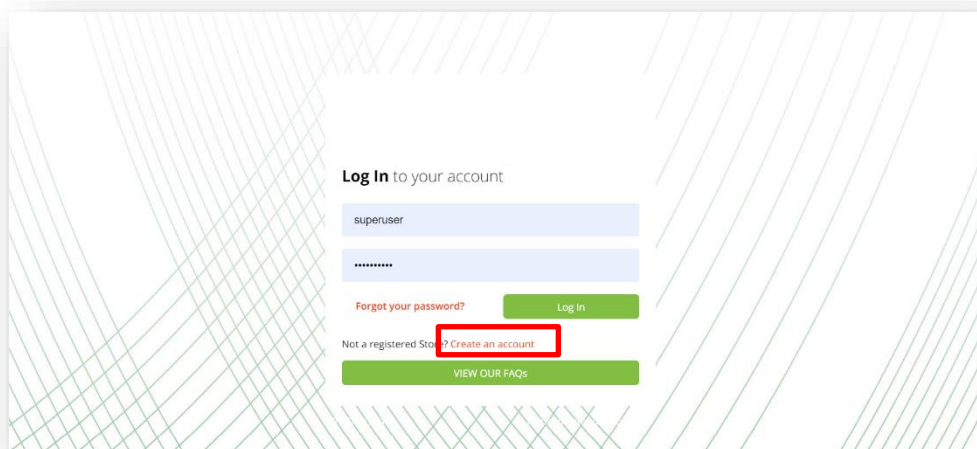 Log In to your account
superuser
••••••••••
Forgot your password? Log In
Not a registered Store? Create an account
VIEW OUR FAQs